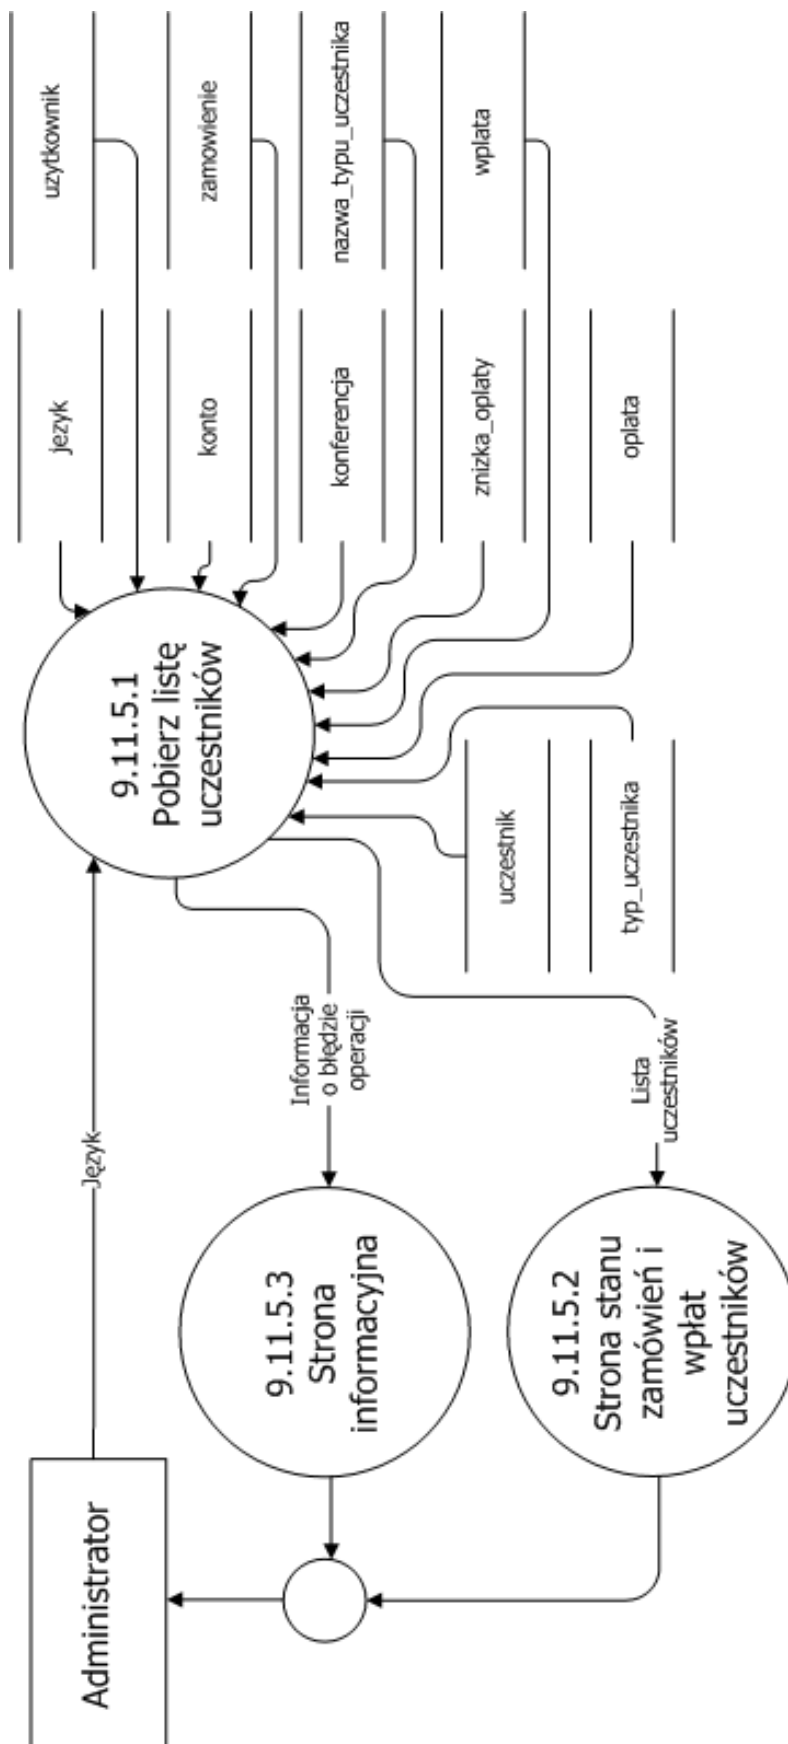 Administrator
Język
9.11.5.1
Pobierz listę
uczestników
jezyk
uzytkownik
konto
zamowienie
konferencja
nazwa_typu_uczestnika
znizka_oplaty
wplata
oplata
uczestnik
typ_uczestnika
Informacja
o błędzie
operacji
Lista
uczestników
9.11.5.3
Strona
informacyjna
9.11.5.2
Strona stanu
zamówień i
wpłat
uczestników